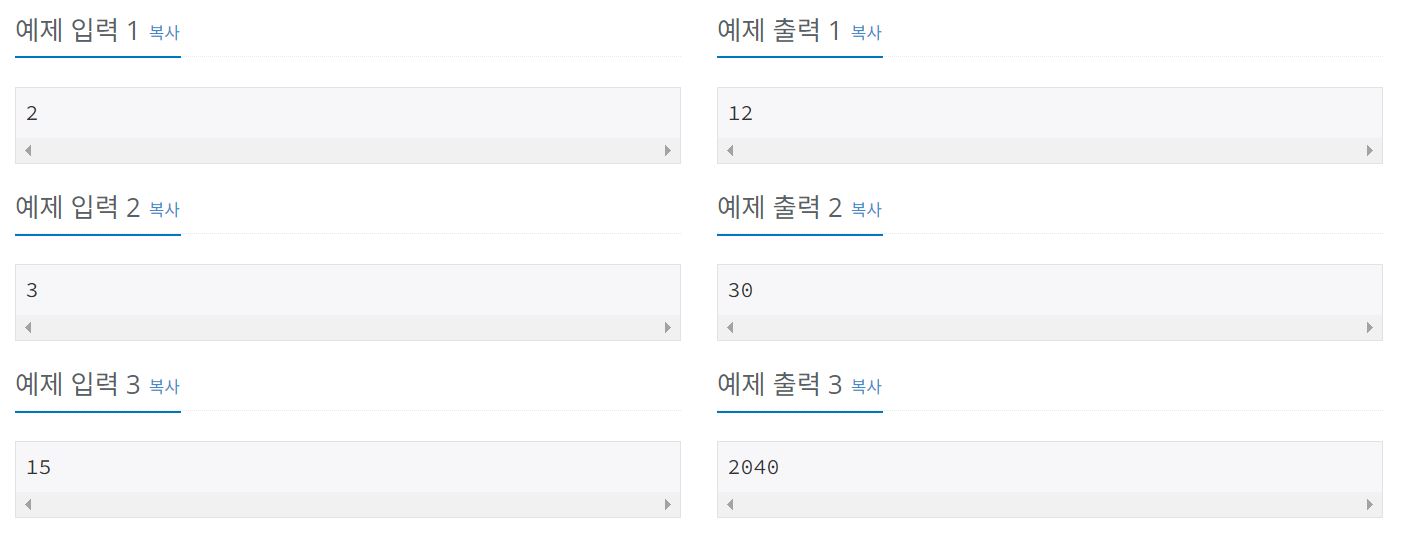 예제 입력 1 복사
예제 출력 1 복사
2
12
예제 입력 2 복사
예제 출력 2 복사
3
30
예제 입력 3 복사
예제 출력 3 복사
15
2040